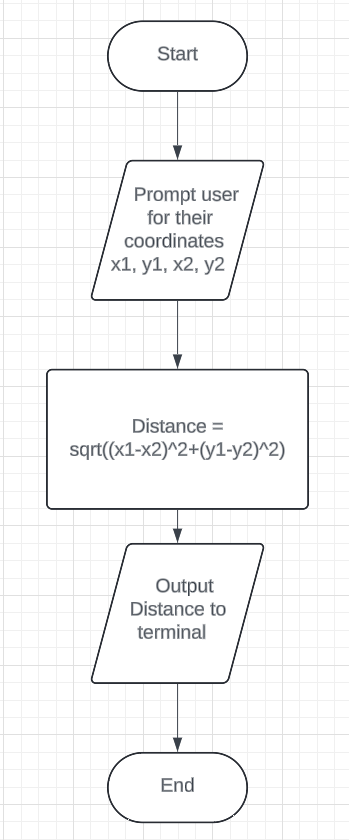 Start
Prompt user
for their
coordinates
x1, y1, x2, y2
Distance =
sqrt((x1-x2)^2+(y1-y2)^2)
Output
Distance to
terminal
End